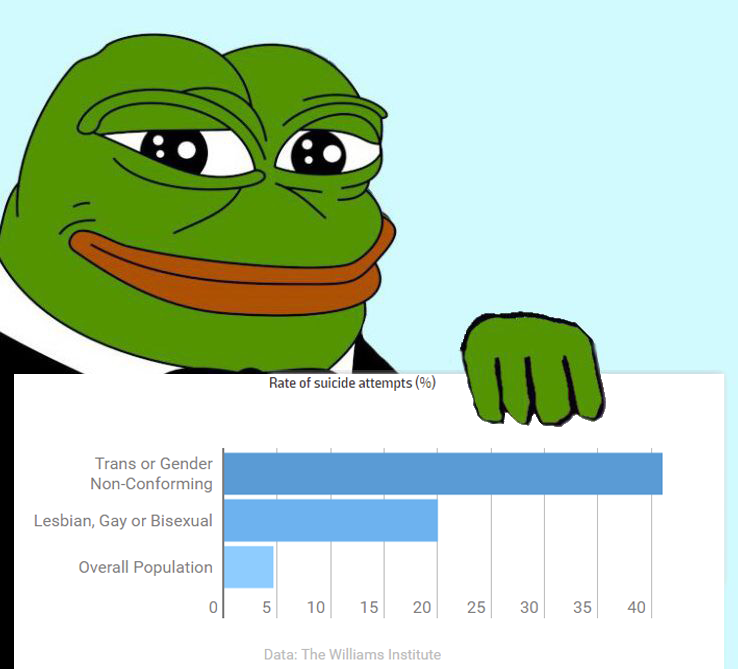 Rate of suicide attempts (%)
Trans or Gender
Non-Conforming
Lesbian, Gay or Bisexual
Overall Population
0 5 10 15 20 25 30 35 40
Data: The Williams Institute